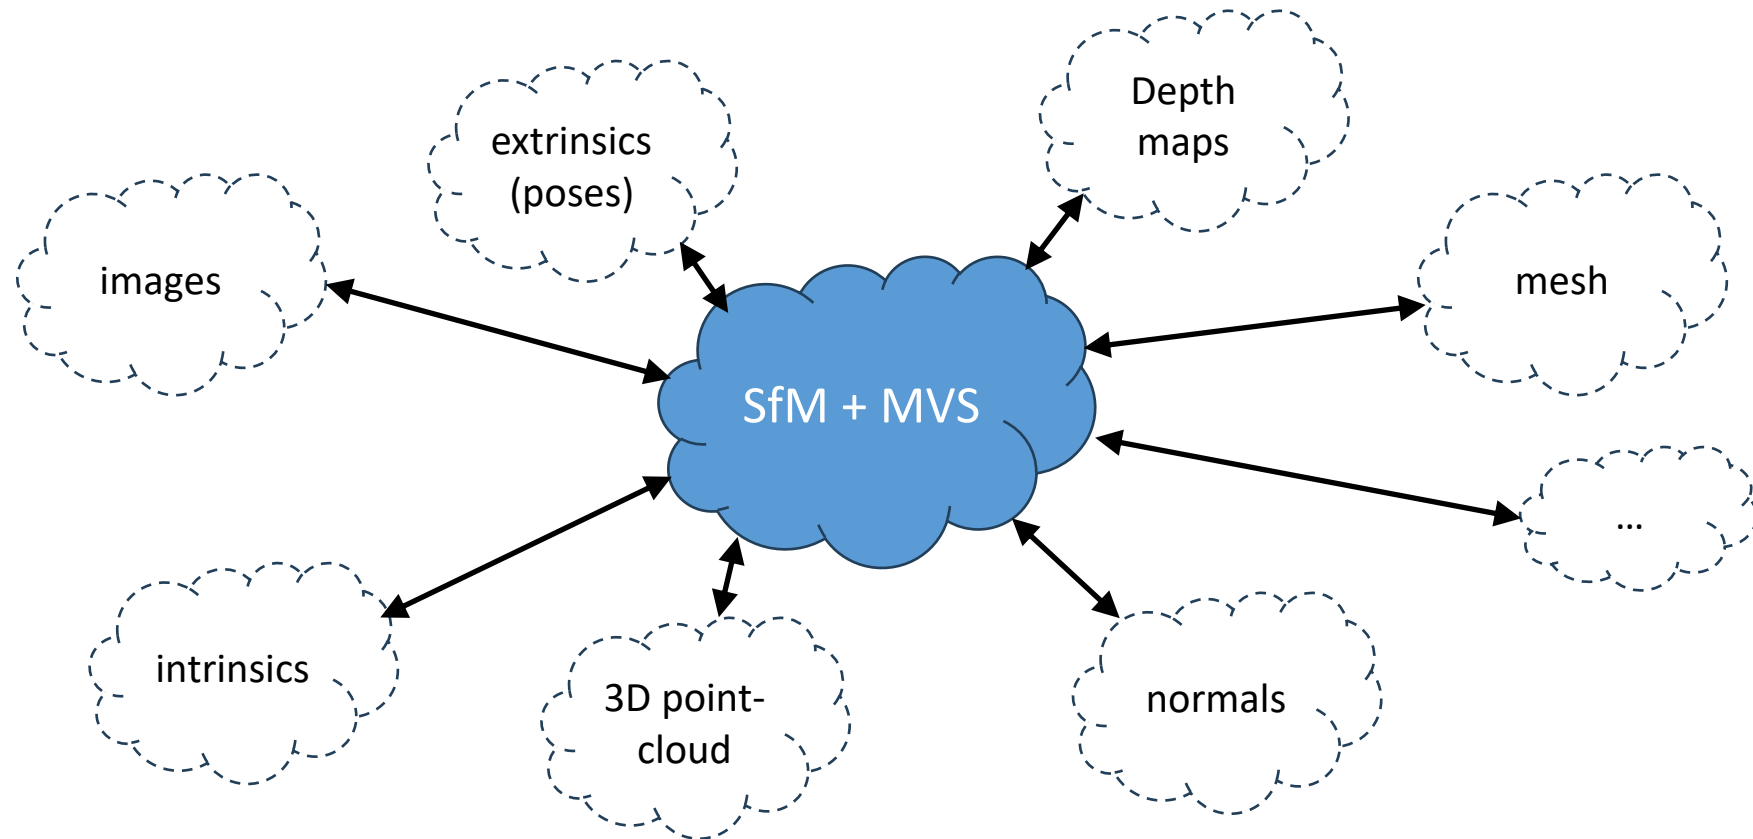 Depth
maps
extrinsics
(poses)
images
mesh
SfM + MVS
...
intrinsics
3D point-
cloud
normals